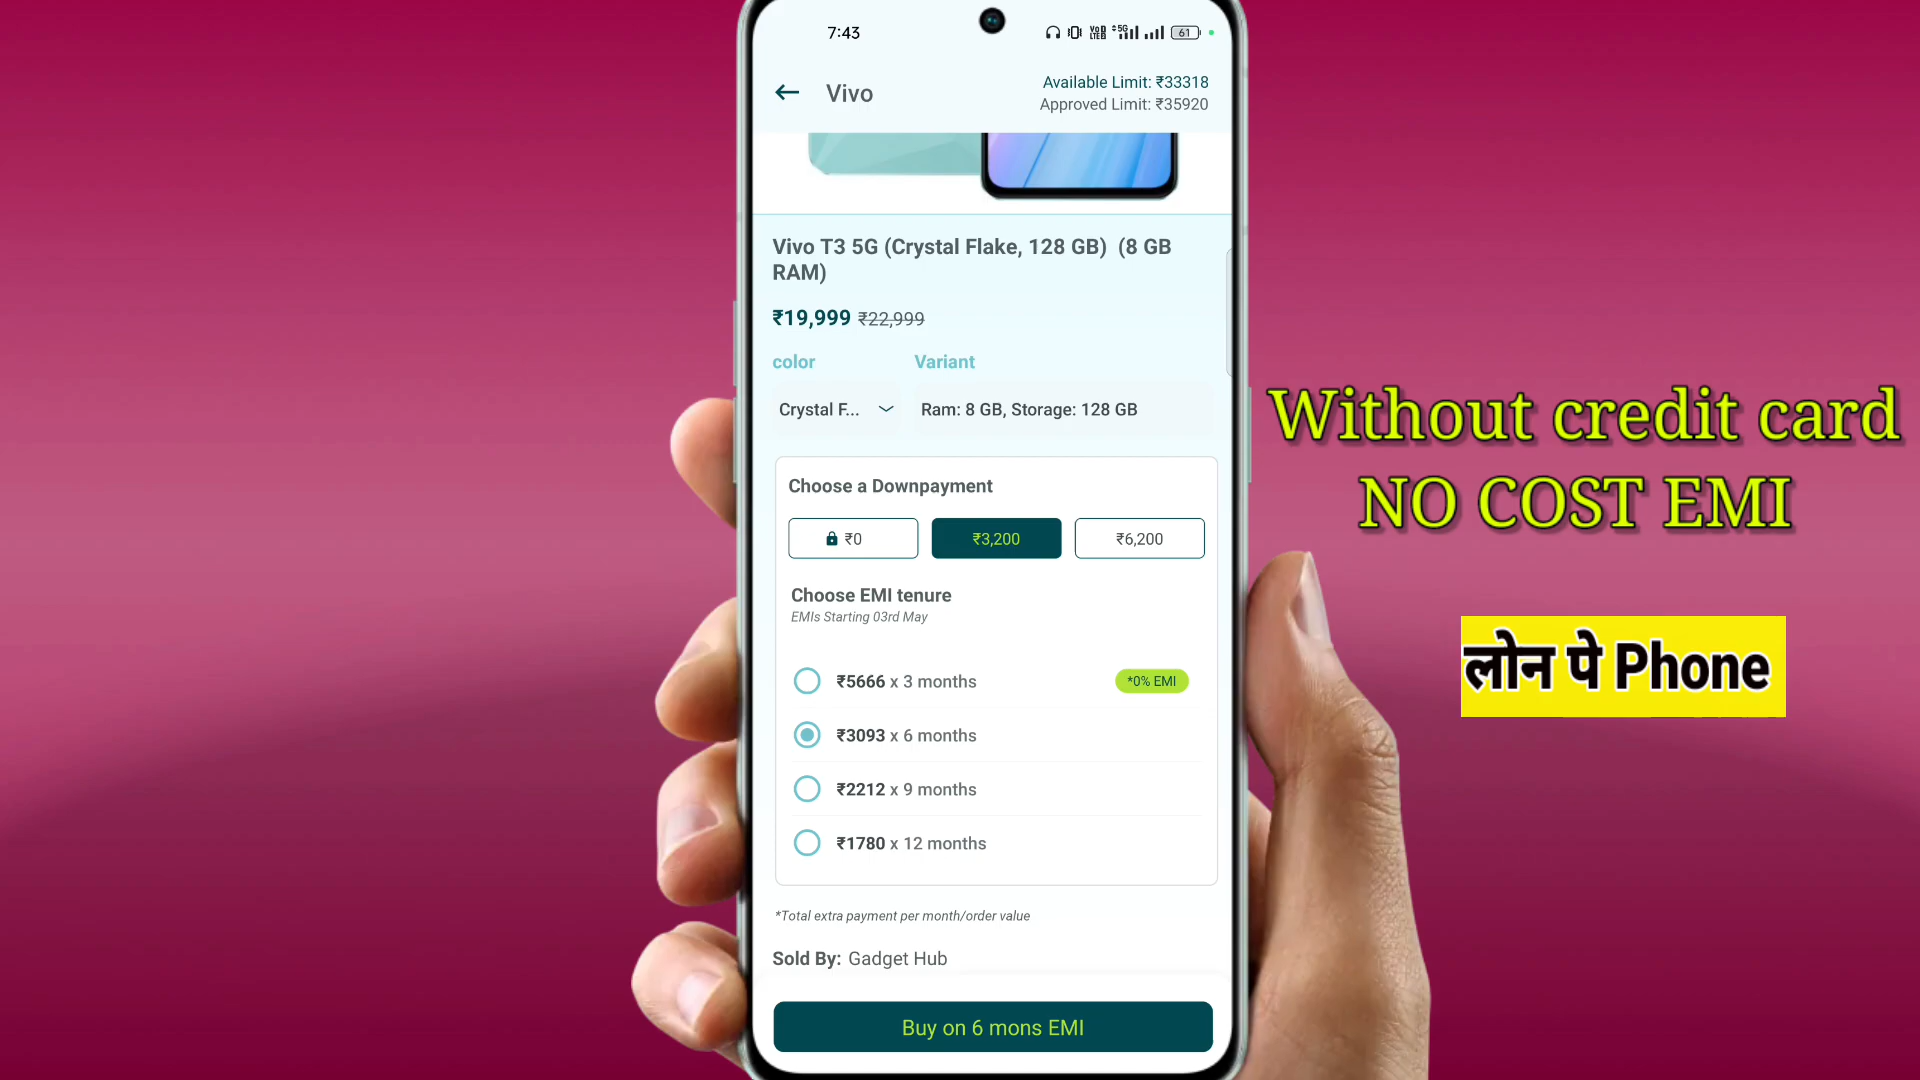 7:43
5G
61
Vivo
Available Limit: ₹33318
Approved Limit: ₹35920
Vivo T3 5G (Crystal Flake, 128 GB) (8 GB
RAM)
₹19,999 ₹22,999
color Variant
Crystal F... Ram: 8 GB, Storage: 128 GB
Choose a Downpayment
₹0 ₹3,200 ₹6,200
Choose EMI tenure
EMIs Starting 03rd May
₹5666 x 3 months *0% EMI
₹3093 x 6 months
₹2212 x 9 months
₹1780 x 12 months
*Total extra payment per month/order value
Sold By: Gadget Hub
Buy on 6 mons EMI
Without credit card
NO COST EMI
लोन पे Phone